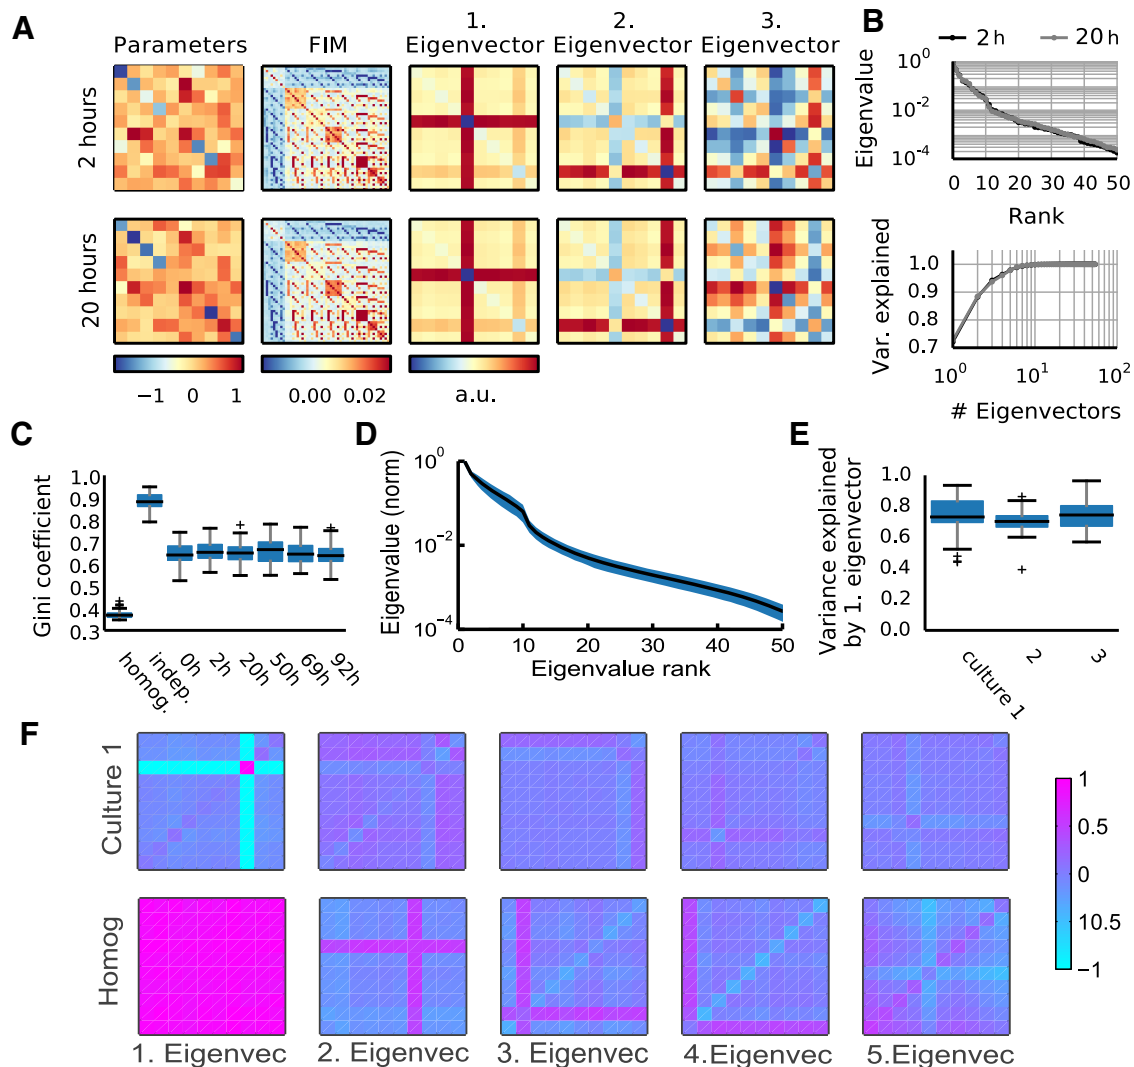 A
Parameters
FIM
1.
Eigenvector
2.
Eigenvector
3.
Eigenvector
2 hours
20 hours
−1 0 1
0.00 0.02
a.u.
B
2h 20h
Eigenvalue
10^0
10^-2
10^-4
0 10 20 30 40 50
Rank
Var. explained
1.0
0.9
0.8
0.7
10^0 10^1 10^2
# Eigenvectors
C
Gini coefficient
1.0
0.9
0.8
0.7
0.6
0.5
0.4
0.3
homog.
indep.
0h
2h
20h
50h
69h
92h
D
Eigenvalue (norm)
10^0
10^-2
10^-4
0 10 20 30 40 50
Eigenvalue rank
E
Variance explained
by 1. eigenvector
1.0
0.8
0.6
0.4
0.2
0.0
culture 1
2
3
F
Culture 1
Homog
1. Eigenvec
2. Eigenvec
3. Eigenvec
4.Eigenvec
5.Eigenvec
1
0.5
0
10.5
−1